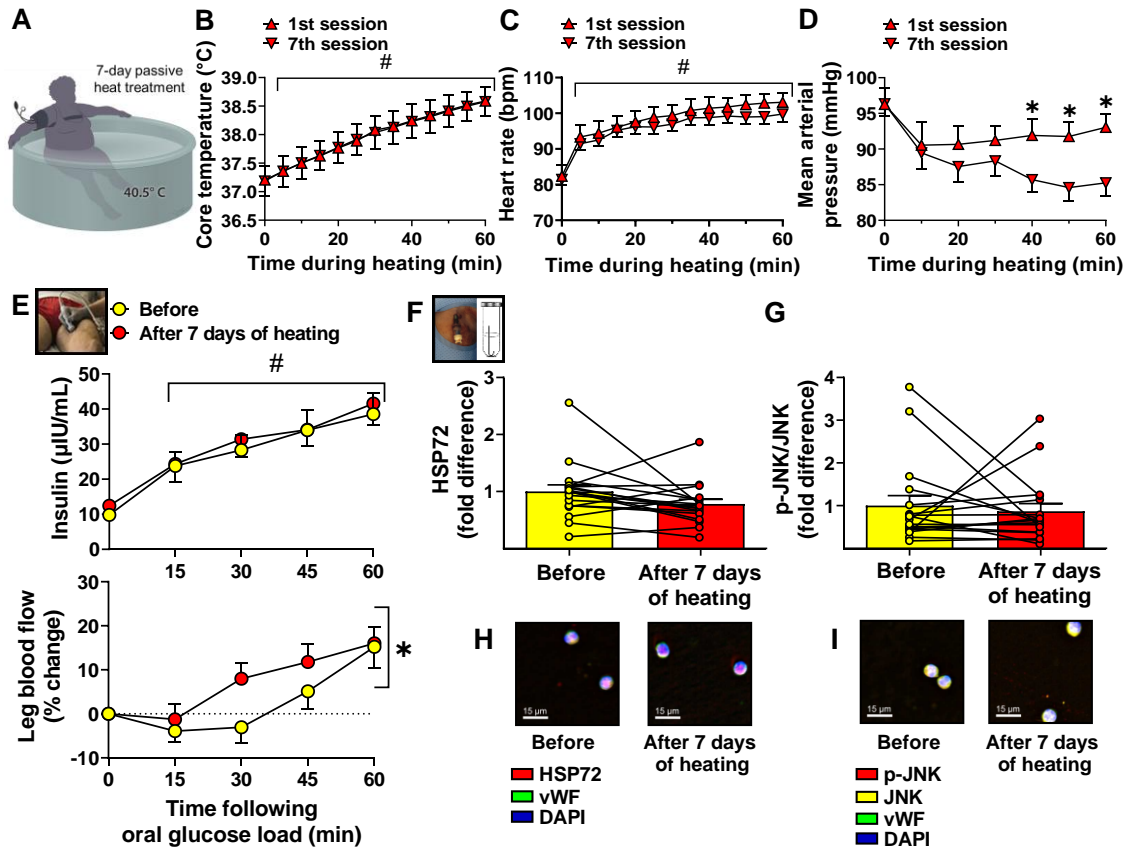 A
7-day passive
heat treatment
40.5° C
B
1st session
7th session
#
Core temperature (°C)
39.0
38.5
38.0
37.5
37.0
36.5
0
20
40
60
Time during heating (min)
C
1st session
7th session
#
Heart rate (bpm)
110
100
90
80
70
0
20
40
60
Time during heating (min)
D
1st session
7th session
* * *
Mean arterial
pressure (mmHg)
100
95
90
85
80
0
20
40
60
Time during heating (min)
E
Before
After 7 days of heating
#
Insulin (µIU/mL)
50
40
30
20
10
0
15
30
45
60
Leg blood flow
(% change)
30
20
10
0
-10
*
0
15
30
45
60
Time following
oral glucose load (min)
F
HSP72
(fold difference)
3
2
1
Before
After 7 days
of heating
G
p-JNK/JNK
(fold difference)
4
3
2
1
0
Before
After 7 days
of heating
H
15 µm
15 µm
Before
After 7 days
of heating
HSP72
vWF
DAPI
I
15 µm
15 µm
Before
After 7 days
of heating
p-JNK
JNK
vWF
DAPI